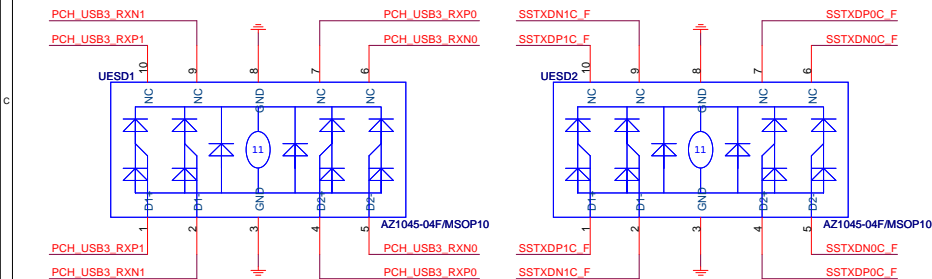 PCH_USB3_RXN1 PCH_USB3_RXP0 SSTXDN1C_F SSTXDP0C_F
PCH_USB3_RXP1 PCH_USB3_RXN0 SSTXDP1C_F SSTXDN0C_F
10 9 8 7 6 10 9 8 7 6
UESD1 UESD2
NC NC GND NC NC NC NC GND NC NC
C
11 11
D1+ D1- GND D2+ D2- D1+ D1- GND D2+ D2-
1 2 3 4 5 1 2 3 4 5
AZ1045-04F/MSOP10 AZ1045-04F/MSOP10
PCH_USB3_RXP1 PCH_USB3_RXN0 SSTXDP1C_F SSTXDN0C_F
PCH_USB3_RXN1 PCH_USB3_RXP0 SSTXDN1C_F SSTXDP0C_F